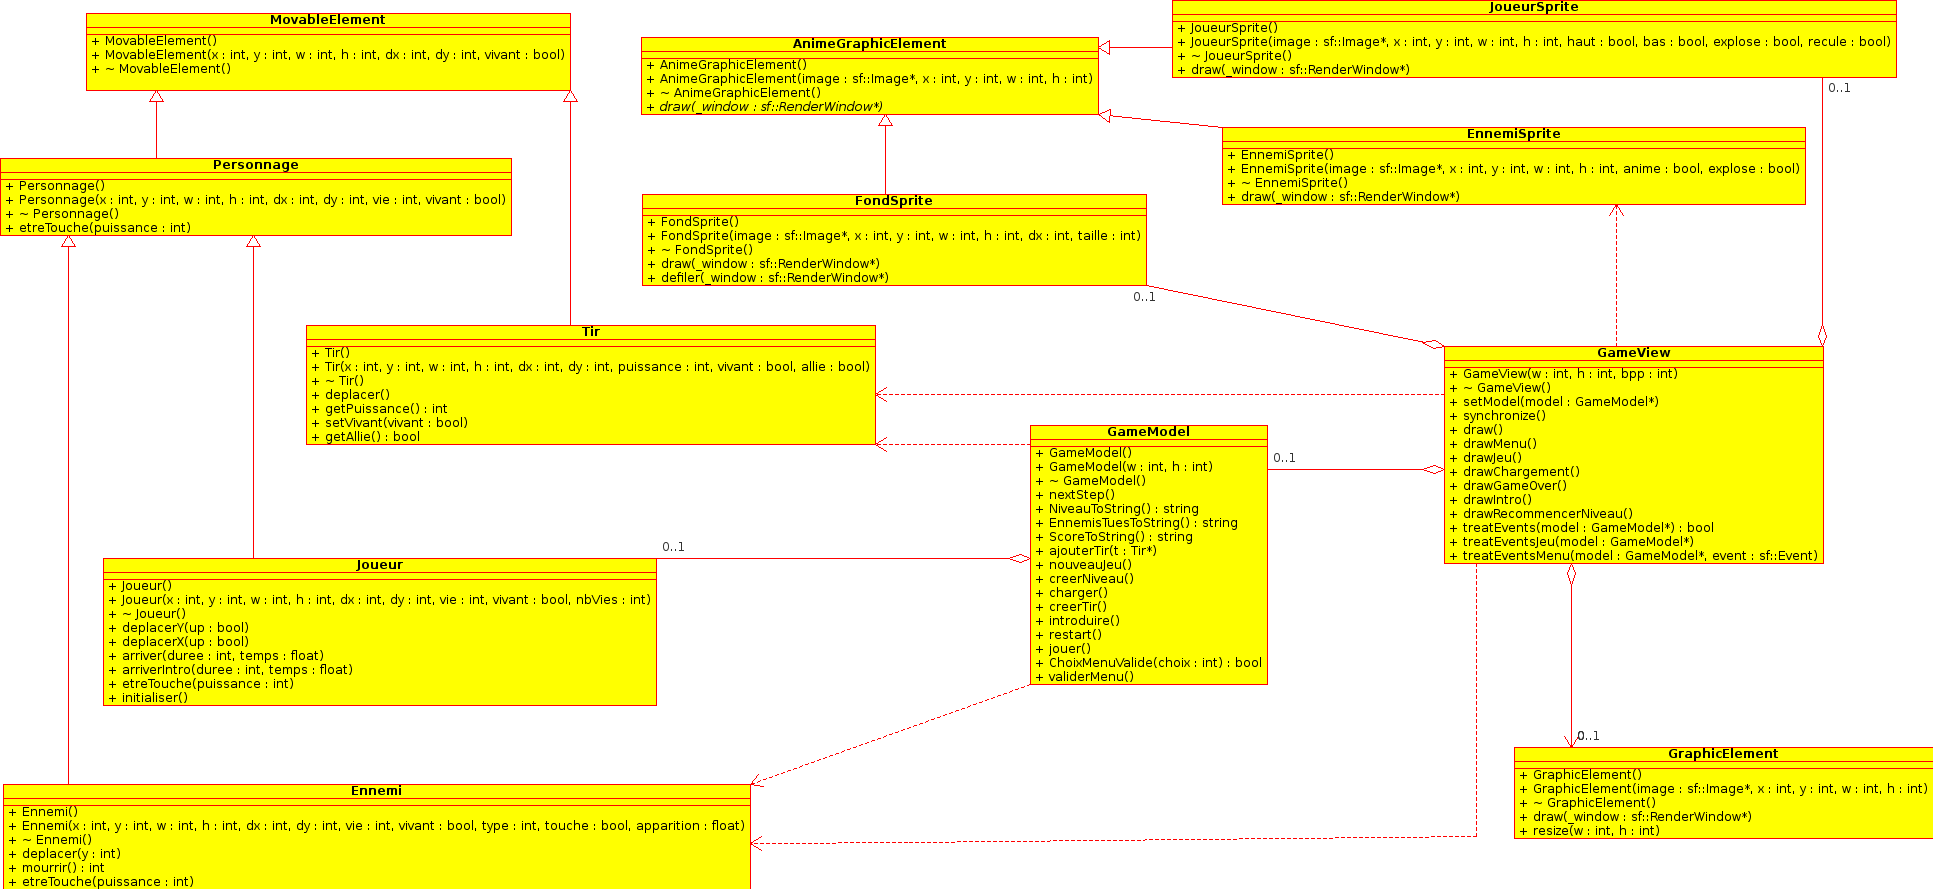 MovableElement
+ MovableElement()
+ MovableElement(x : int, y : int, w : int, h : int, dx : int, dy : int, vivant : bool)
+ ~ MovableElement()
AnimeGraphicElement
+ AnimeGraphicElement()
+ AnimeGraphicElement(image : sf::Image*, x : int, y : int, w : int, h : int)
+ ~ AnimeGraphicElement()
+ draw(_window : sf::RenderWindow*)
JoueurSprite
+ JoueurSprite()
+ JoueurSprite(image : sf::Image*, x : int, y : int, w : int, h : int, haut : bool, bas : bool, explose : bool, recule : bool)
+ ~ JoueurSprite()
+ draw(_window : sf::RenderWindow*)
0..1
EnnemiSprite
+ EnnemiSprite()
+ EnnemiSprite(image : sf::Image*, x : int, y : int, w : int, h : int, anime : bool, explose : bool)
+ ~ EnnemiSprite()
+ draw(_window : sf::RenderWindow*)
Personnage
+ Personnage()
+ Personnage(x : int, y : int, w : int, h : int, dx : int, dy : int, vie : int, vivant : bool)
+ ~ Personnage()
+ etreTouche(puissance : int)
FondSprite
+ FondSprite()
+ FondSprite(image : sf::Image*, x : int, y : int, w : int, h : int, dx : int, taille : int)
+ ~ FondSprite()
+ draw(_window : sf::RenderWindow*)
+ defiler(_window : sf::RenderWindow*)
0..1
Tir
+ Tir()
+ Tir(x : int, y : int, w : int, h : int, dx : int, dy : int, puissance : int, vivant : bool, allie : bool)
+ ~ Tir()
+ deplacer()
+ getPuissance() : int
+ setVivant(vivant : bool)
+ getAllie() : bool
GameView
+ GameView(w : int, h : int, bpp : int)
+ ~ GameView()
+ setModel(model : GameModel*)
+ synchronize()
+ draw()
+ drawMenu()
+ drawJeu()
+ drawChargement()
+ drawGameOver()
+ drawIntro()
+ drawRecommencerNiveau()
+ treatEvents(model : GameModel*) : bool
+ treatEventsJeu(model : GameModel*)
+ treatEventsMenu(model : GameModel*, event : sf::Event)
GameModel
+ GameModel()
+ GameModel(w : int, h : int)
+ ~ GameModel()
+ nextStep()
+ NiveauToString() : string
+ EnnemisTuesToString() : string
+ ScoreToString() : string
+ ajouterTir(t : Tir*)
+ nouveauJeu()
+ creerNiveau()
+ charger()
+ creerTir()
+ introduire()
+ restart()
+ jouer()
+ ChoixMenuValide(choix : int) : bool
+ validerMenu()
0..1
0..1
Joueur
+ Joueur()
+ Joueur(x : int, y : int, w : int, h : int, dx : int, dy : int, vie : int, vivant : bool, nbVies : int)
+ ~ Joueur()
+ deplacerY(up : bool)
+ deplacerX(up : bool)
+ arriver(duree : int, temps : float)
+ arriverIntro(duree : int, temps : float)
+ etreTouche(puissance : int)
+ initialiser()
0..1
GraphicElement
+ GraphicElement()
+ GraphicElement(image : sf::Image*, x : int, y : int, w : int, h : int)
+ ~ GraphicElement()
+ draw(_window : sf::RenderWindow*)
+ resize(w : int, h : int)
Ennemi
+ Ennemi()
+ Ennemi(x : int, y : int, w : int, h : int, dx : int, dy : int, vie : int, vivant : bool, type : int, touche : bool, apparition : float)
+ ~ Ennemi()
+ deplacer(y : int)
+ mourrir() : int
+ etreTouche(puissance : int)